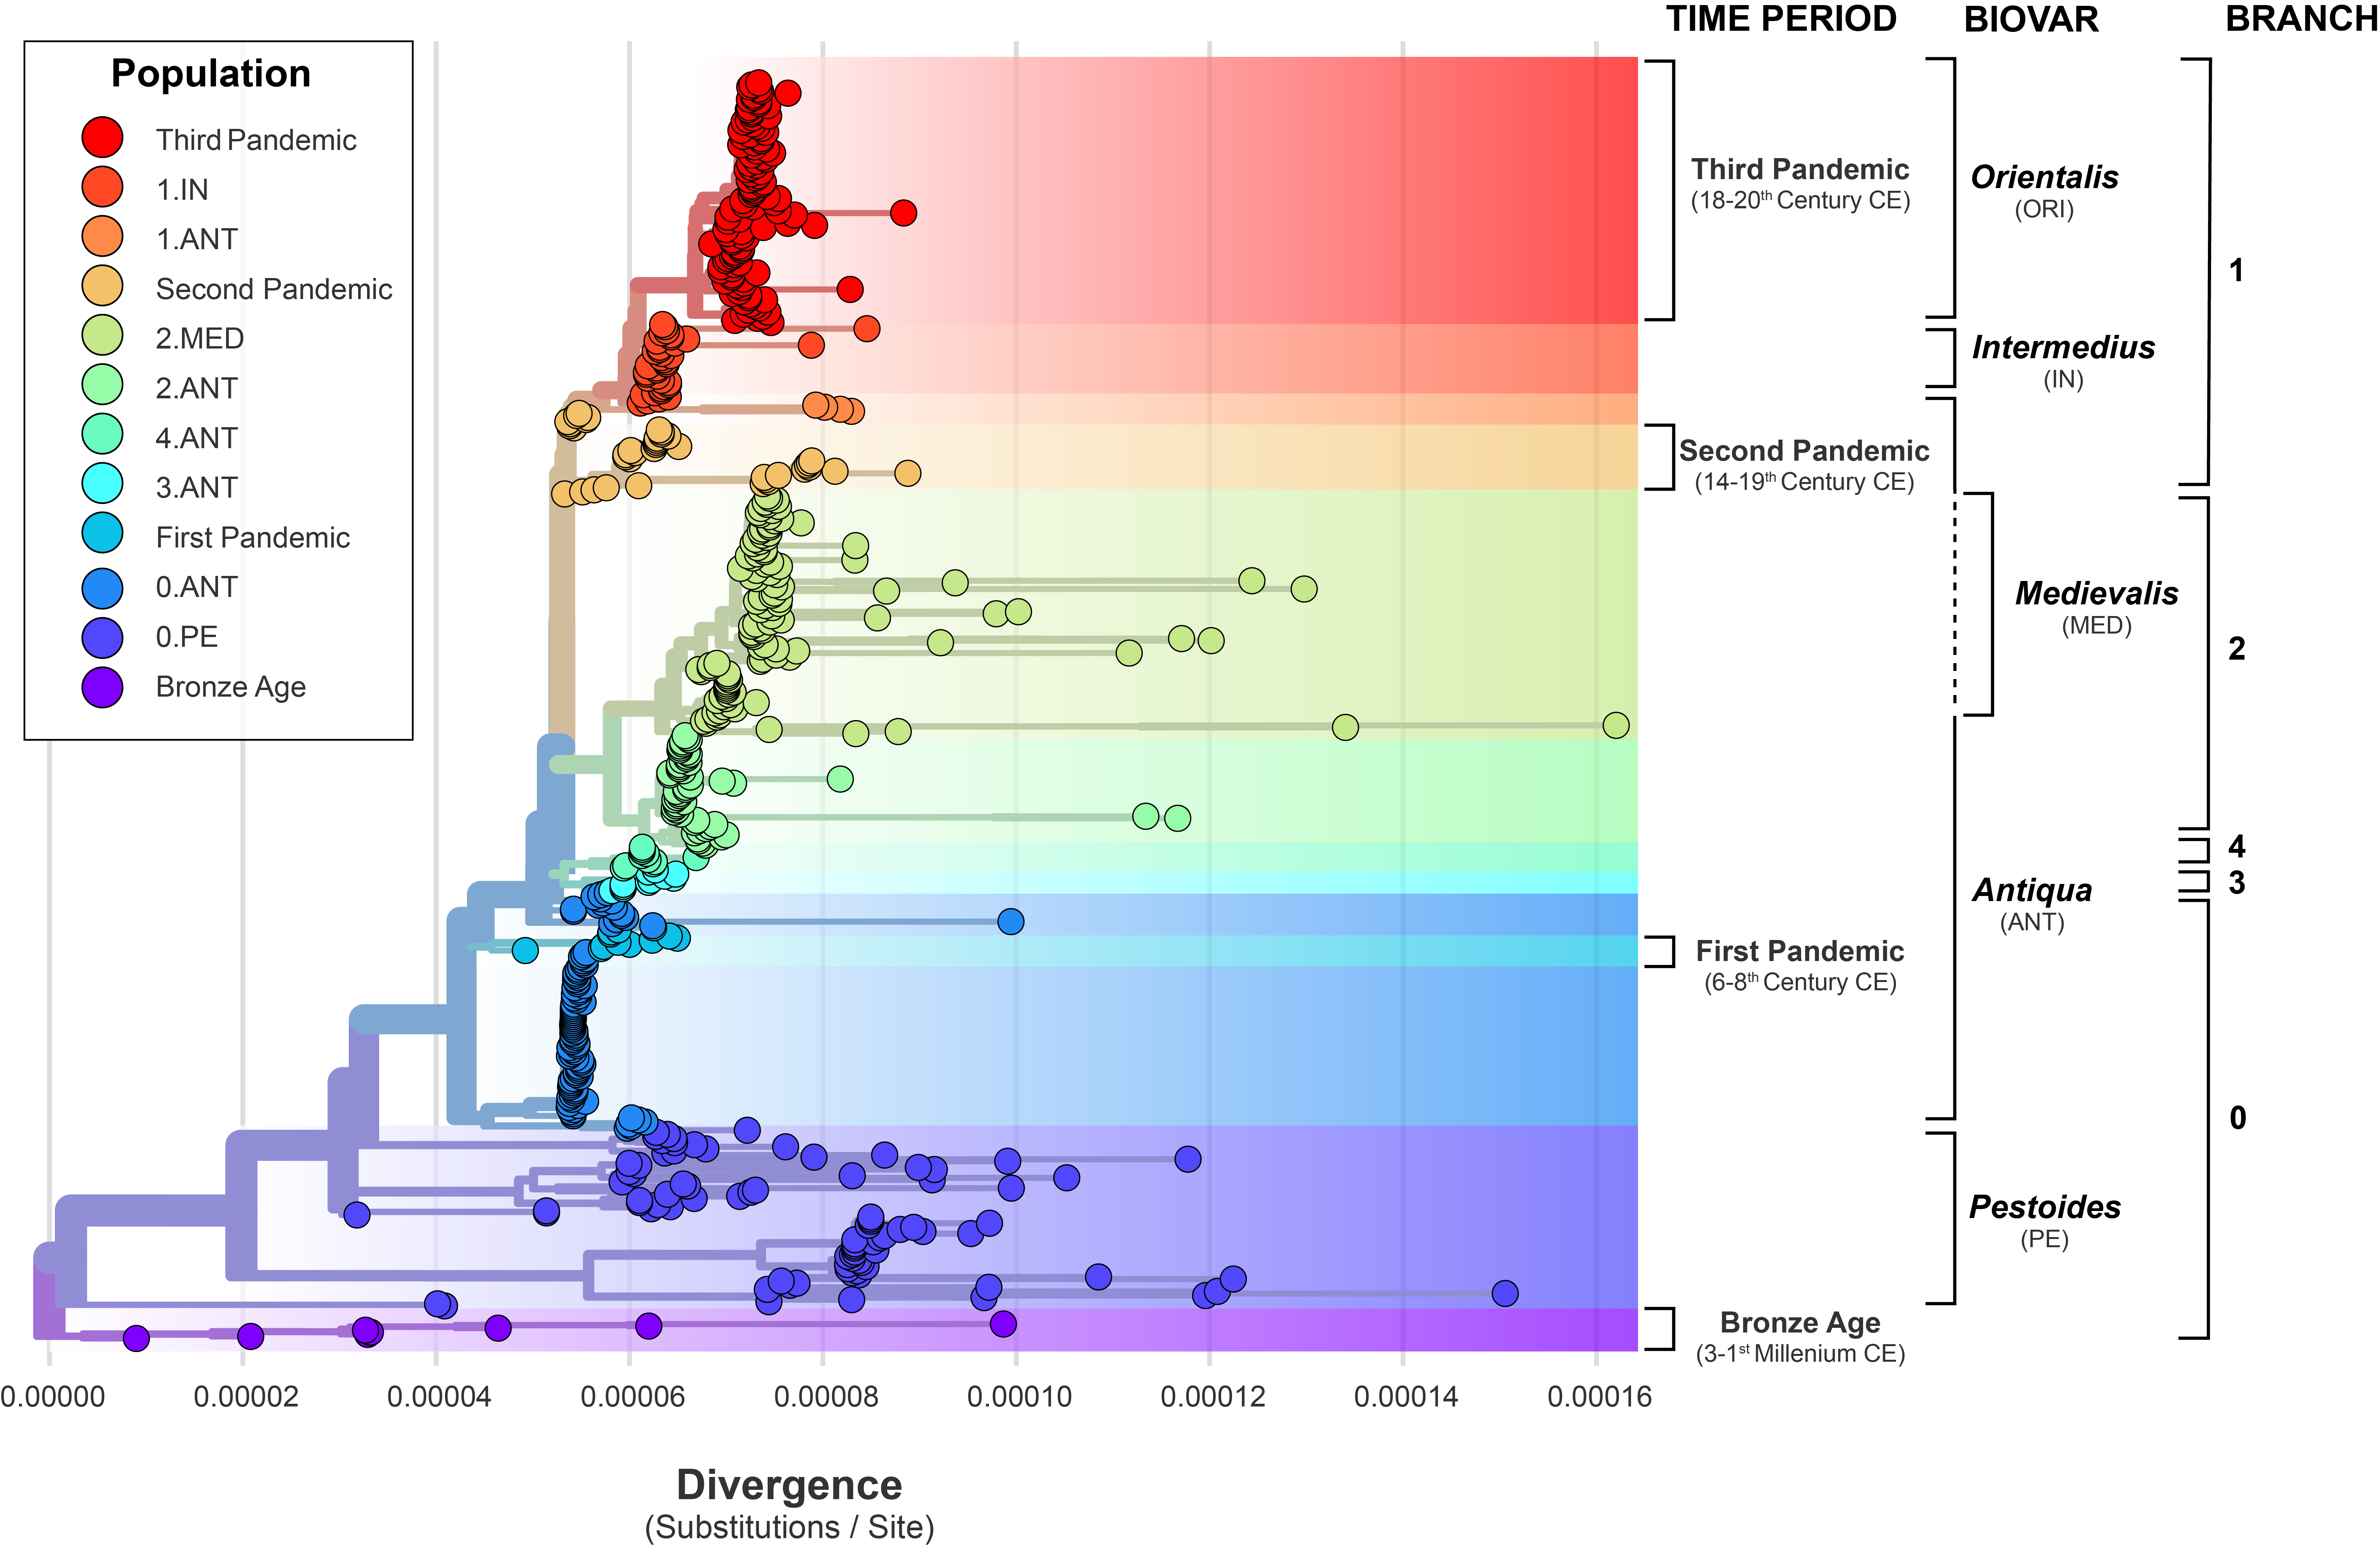 TIME PERIOD BIOVAR BRANCH
Population
Third Pandemic
1.IN
1.ANT
Second Pandemic
2.MED
2.ANT
4.ANT
3.ANT
First Pandemic
0.ANT
0.PE
Bronze Age
Third Pandemic
(18-20th Century CE)
Second Pandemic
(14-19th Century CE)
First Pandemic
(6-8th Century CE)
Bronze Age
(3-1st Millenium CE)
Orientalis
(ORI)
Intermedius
(IN)
Medievalis
(MED)
Antiqua
(ANT)
Pestoides
(PE)
1
2
4
3
0
0.00000 0.00002 0.00004 0.00006 0.00008 0.00010 0.00012 0.00014 0.00016
Divergence
(Substitutions / Site)